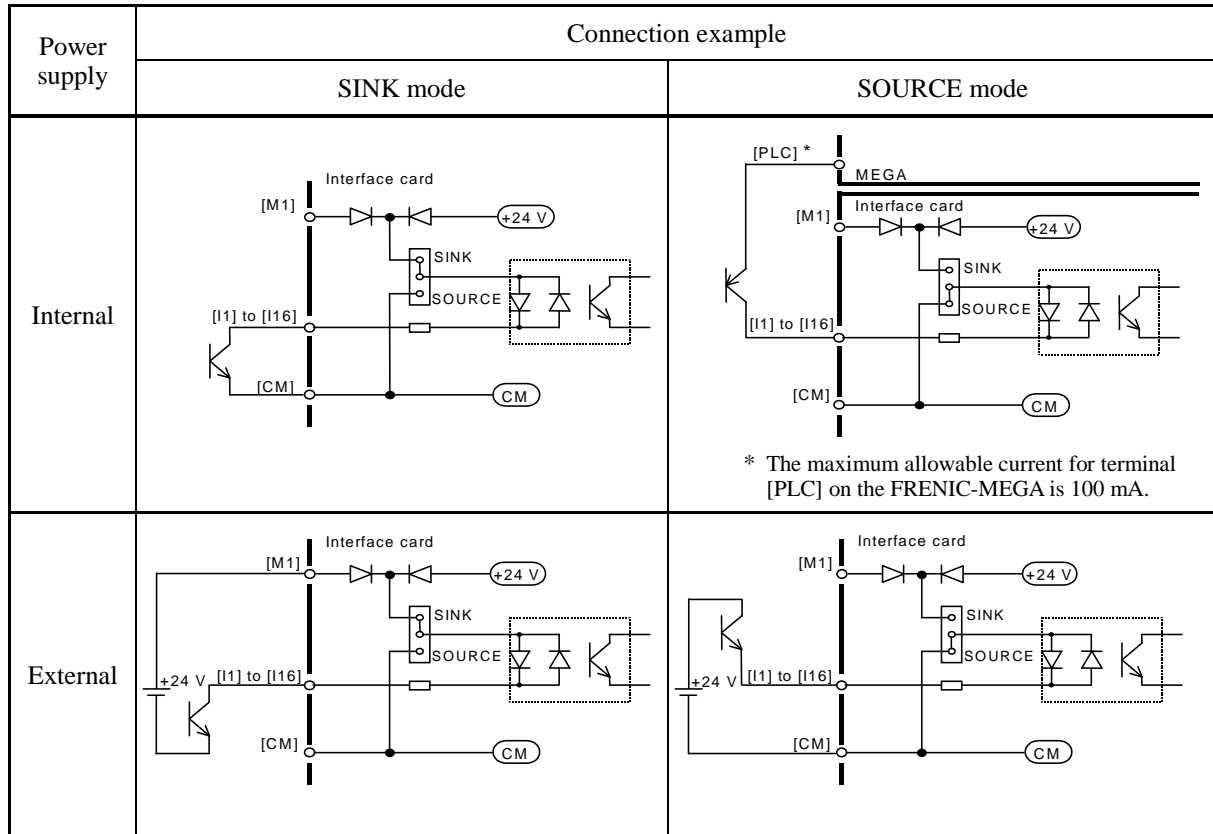 Power
supply
Connection example
SINK mode
SOURCE mode
Internal
Interface card
[M1]
+24 V
SINK
SOURCE
[I1] to [I16]
[CM]
CM
[PLC] *
MEGA
Interface card
[M1]
+24 V
SINK
SOURCE
[I1] to [I16]
[CM]
CM
* The maximum allowable current for terminal
[PLC] on the FRENIC-MEGA is 100 mA.
External
Interface card
[M1]
+24 V
SINK
SOURCE
+24 V
[I1] to [I16]
[CM]
CM
Interface card
[M1]
+24 V
SINK
SOURCE
+24 V
[I1] to [I16]
[CM]
CM